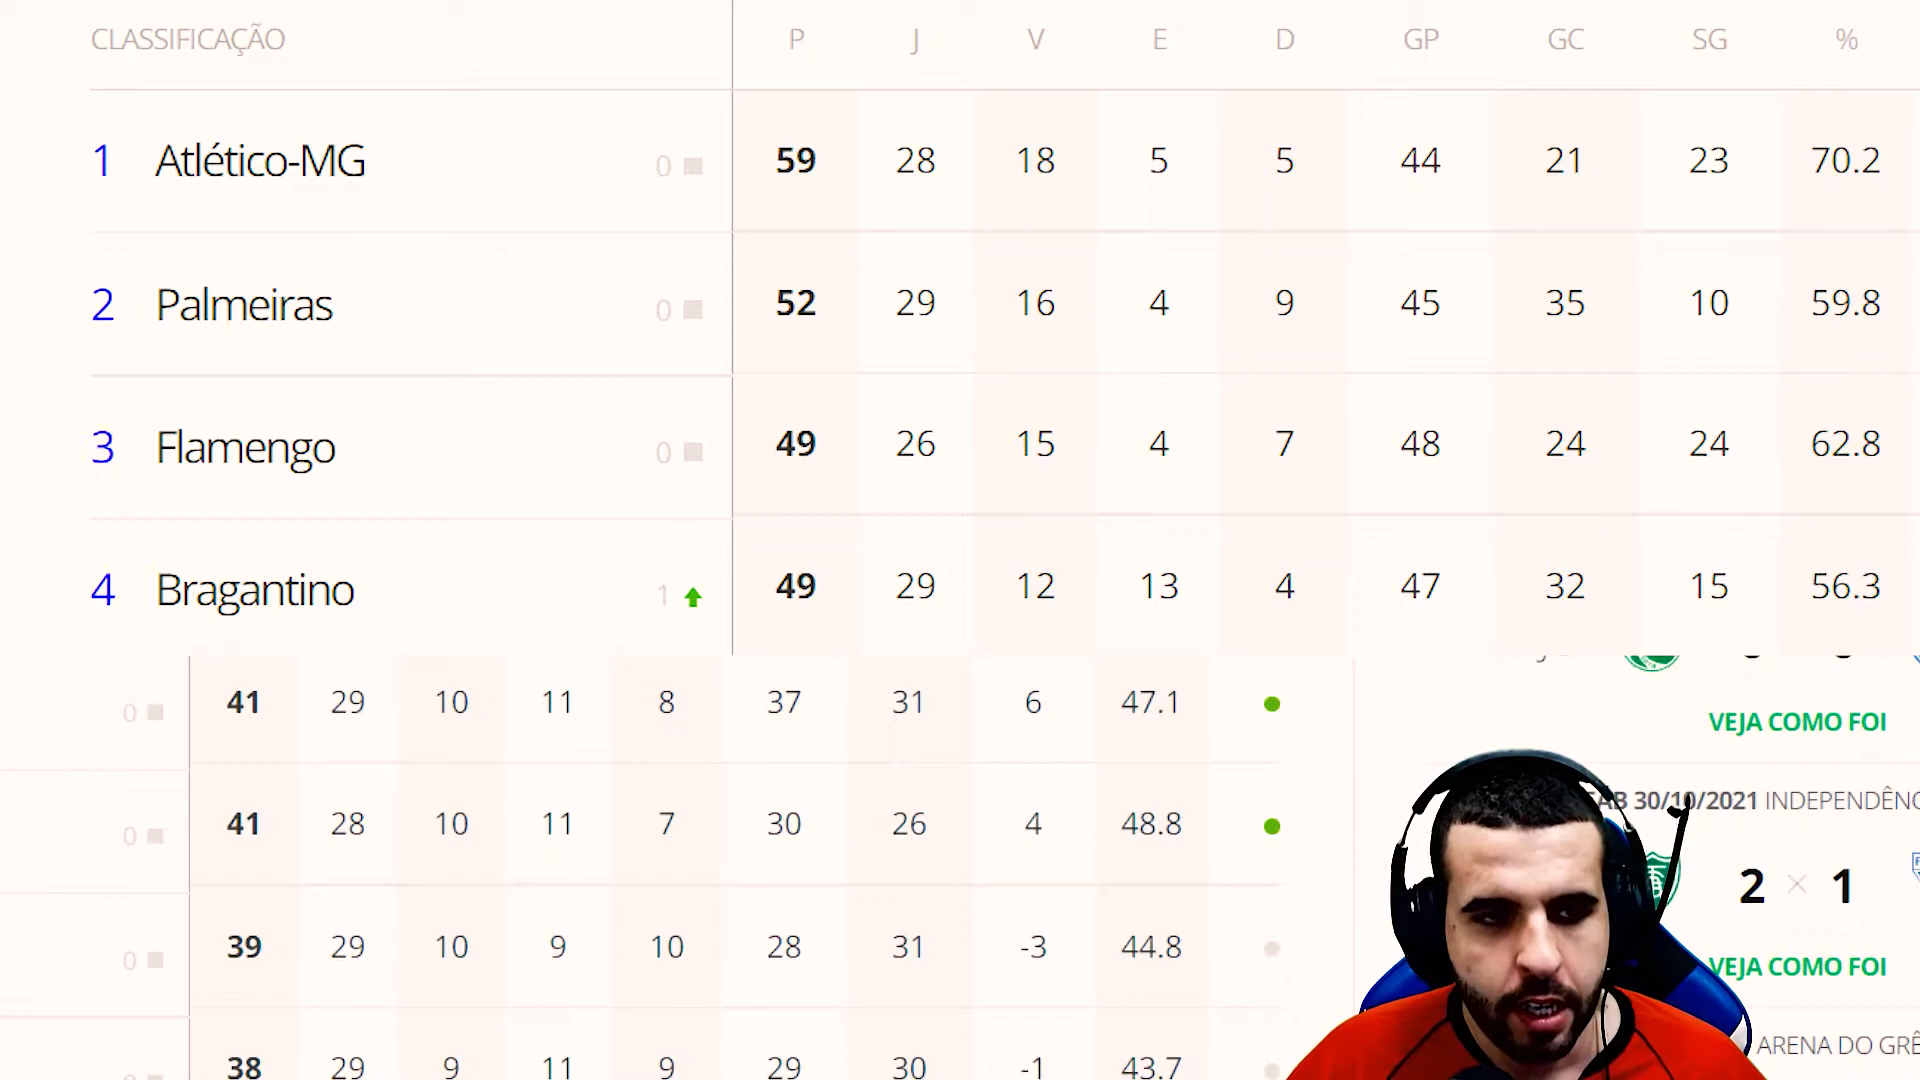 CLASSIFICAÇÃO P J V E D GP GC SG %
1 Atlético-MG 0 59 28 18 5 5 44 21 23 70.2
2 Palmeiras 0 52 29 16 4 9 45 35 10 59.8
3 Flamengo 0 49 26 15 4 7 48 24 24 62.8
4 Bragantino 1 49 29 12 13 4 47 32 15 56.3
0 41 29 10 11 8 37 31 6 47.1
VEJA COMO FOI
30/10/2021 INDEPENDÊNC
0 41 28 10 11 7 30 26 4 48.8
2 × 1
0 39 29 10 9 10 28 31 -3 44.8
VEJA COMO FOI
ARENA DO GRÊ
38 29 9 11 9 29 30 -1 43.7